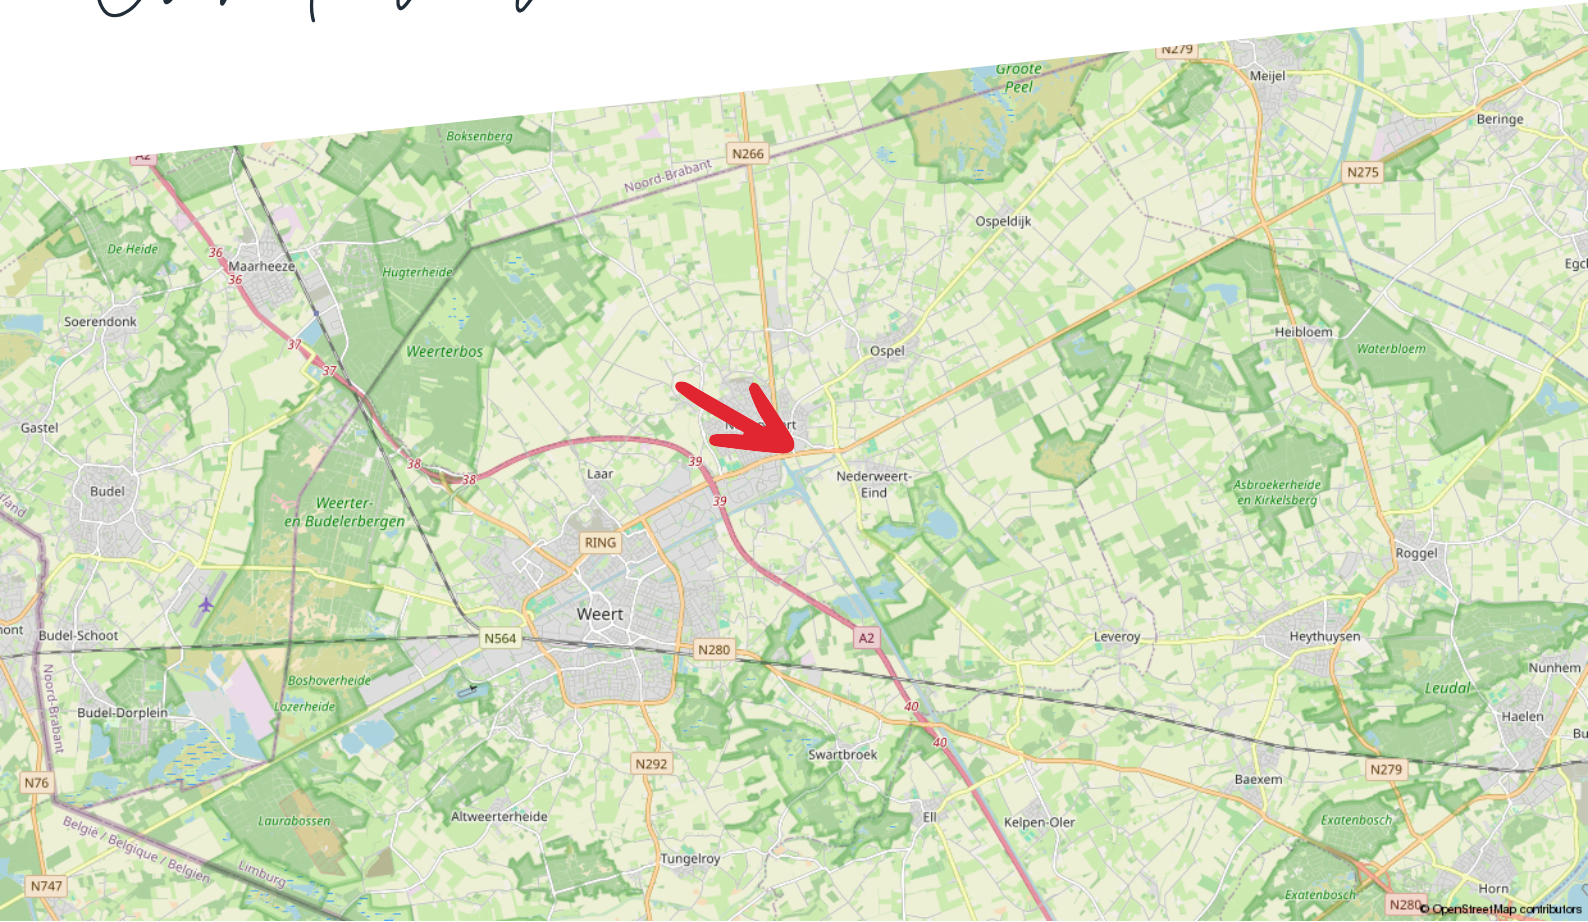 N279
Groote
Peel
Meijel
Beringe
Boksenberg
A2
N266
Noord-Brabant
N275
Ospeldijk
De Heide
36
Maarheeze
36
Hugterheide
Soerendonk
37
37
Weerterbos
Ospel
Heibloem
Waterbloem
Gastel
38
38
39
Laar
Nederweert-
Eind
Budel
39
Weerter-
en Budelerbergen
Asbroekerheide
en Kirkelsberg
RING
Roggel
Weert
Budel-Schoot
N564
A2
Leveroy
Heythuysen
N280
Nunhem
Noord-Brabant
Boshoverheide
Leudal
Lozerheide
40
Budel-Dorplein
Haelen
40
Swartbroek
N292
N279
N76
Baexem
Laurabossen
Altweerterheide
Ell
Kelpen-Oler
Exatenbosch
België / Belgique / Belgien
Limburg
Tungelroy
N747
Horn
Exatenbosch
N280
© OpenStreetMap contributors